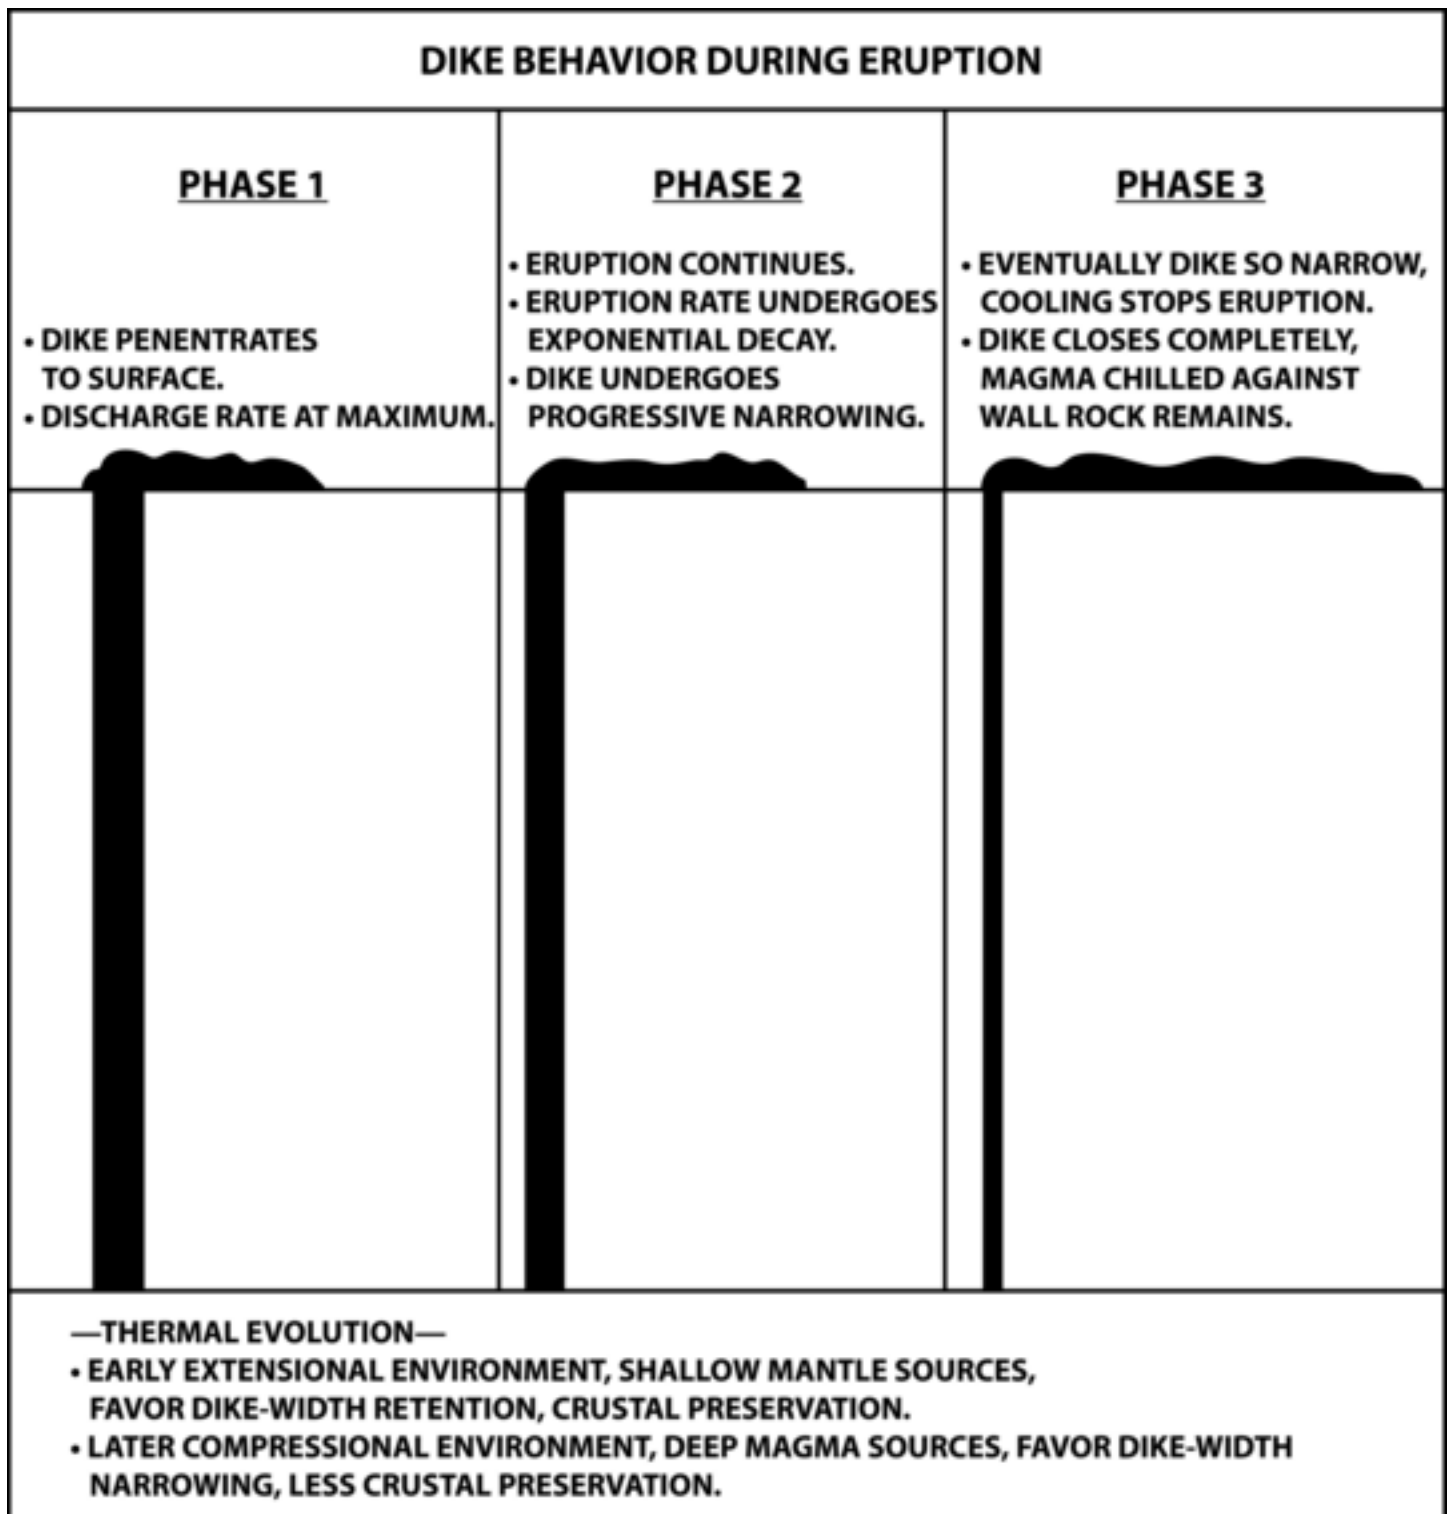 DIKE BEHAVIOR DURING ERUPTION
PHASE 1
• DIKE PENENTRATES
TO SURFACE.
• DISCHARGE RATE AT MAXIMUM.
PHASE 2
• ERUPTION CONTINUES.
• ERUPTION RATE UNDERGOES
EXPONENTIAL DECAY.
• DIKE UNDERGOES
PROGRESSIVE NARROWING.
PHASE 3
• EVENTUALLY DIKE SO NARROW,
COOLING STOPS ERUPTION.
• DIKE CLOSES COMPLETELY,
MAGMA CHILLED AGAINST
WALL ROCK REMAINS.
—THERMAL EVOLUTION—
• EARLY EXTENSIONAL ENVIRONMENT, SHALLOW MANTLE SOURCES,
FAVOR DIKE-WIDTH RETENTION, CRUSTAL PRESERVATION.
• LATER COMPRESSIONAL ENVIRONMENT, DEEP MAGMA SOURCES, FAVOR DIKE-WIDTH
NARROWING, LESS CRUSTAL PRESERVATION.